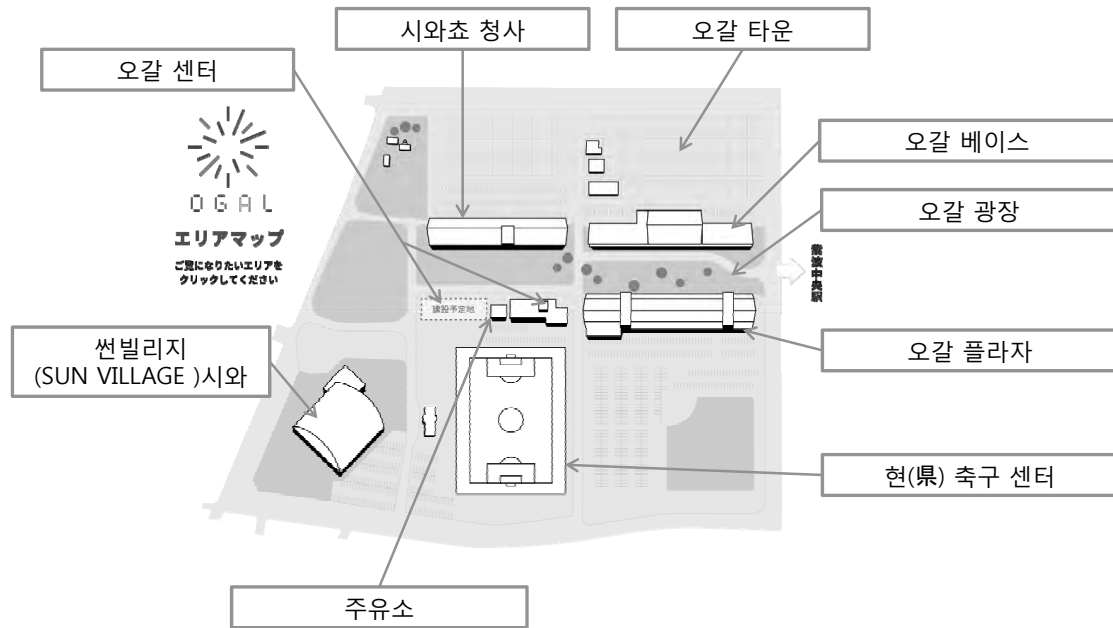 시와쵸 청사
오갈 타운
오갈 센터
오갈 베이스
OGAL
エリアマップ
ご覧になりたいエリアを
クリックしてください
오갈 광장
紫波中央駅
建設予定地
썬빌리지
(SUN VILLAGE )시와
오갈 플라자
현(県) 축구 센터
주유소